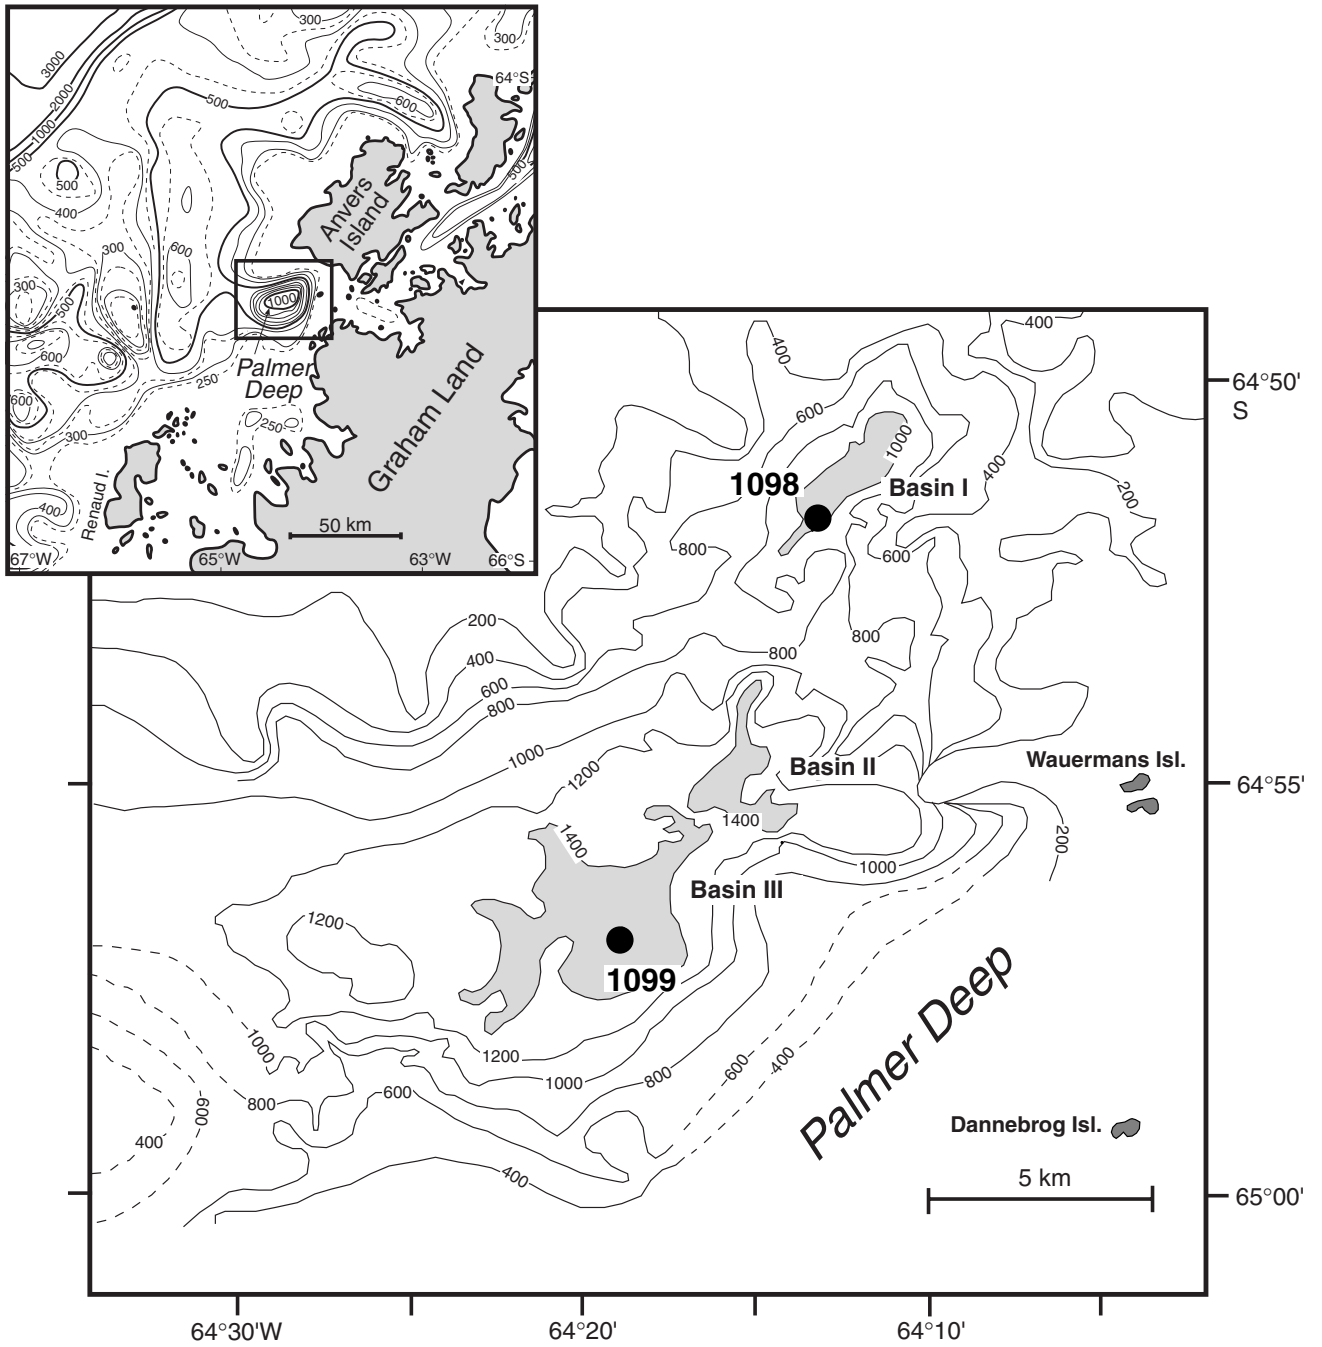 300
300
3000
64°S
2000
500
600
1000
500
500
500
400
Anvers
Island
300
600
300
500
1000
600
Palmer
Deep
250
600
250
300
Graham Land
400
Renaud I.
50 km
67°W
65°W
63°W
66°S
400
400
64°50'
S
600
1000
1098
Basin I
400
200
800
600
200
800
400
800
600
800
1000
1200
Basin II
Wauermans Isl.
64°55'
1400
1400
200
1000
Basin III
1200
1099
Palmer Deep
1000
1200
1000
800
600
400
800
600
600
400
Dannebrog Isl.
400
5 km
65°00'
64°30'W
64°20'
64°10'